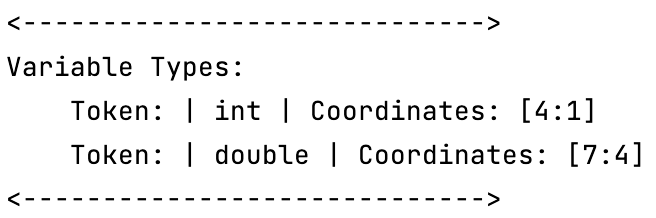 <----------------------------->
Variable Types:
    Token: | int | Coordinates: [4:1]
    Token: | double | Coordinates: [7:4]
<----------------------------->